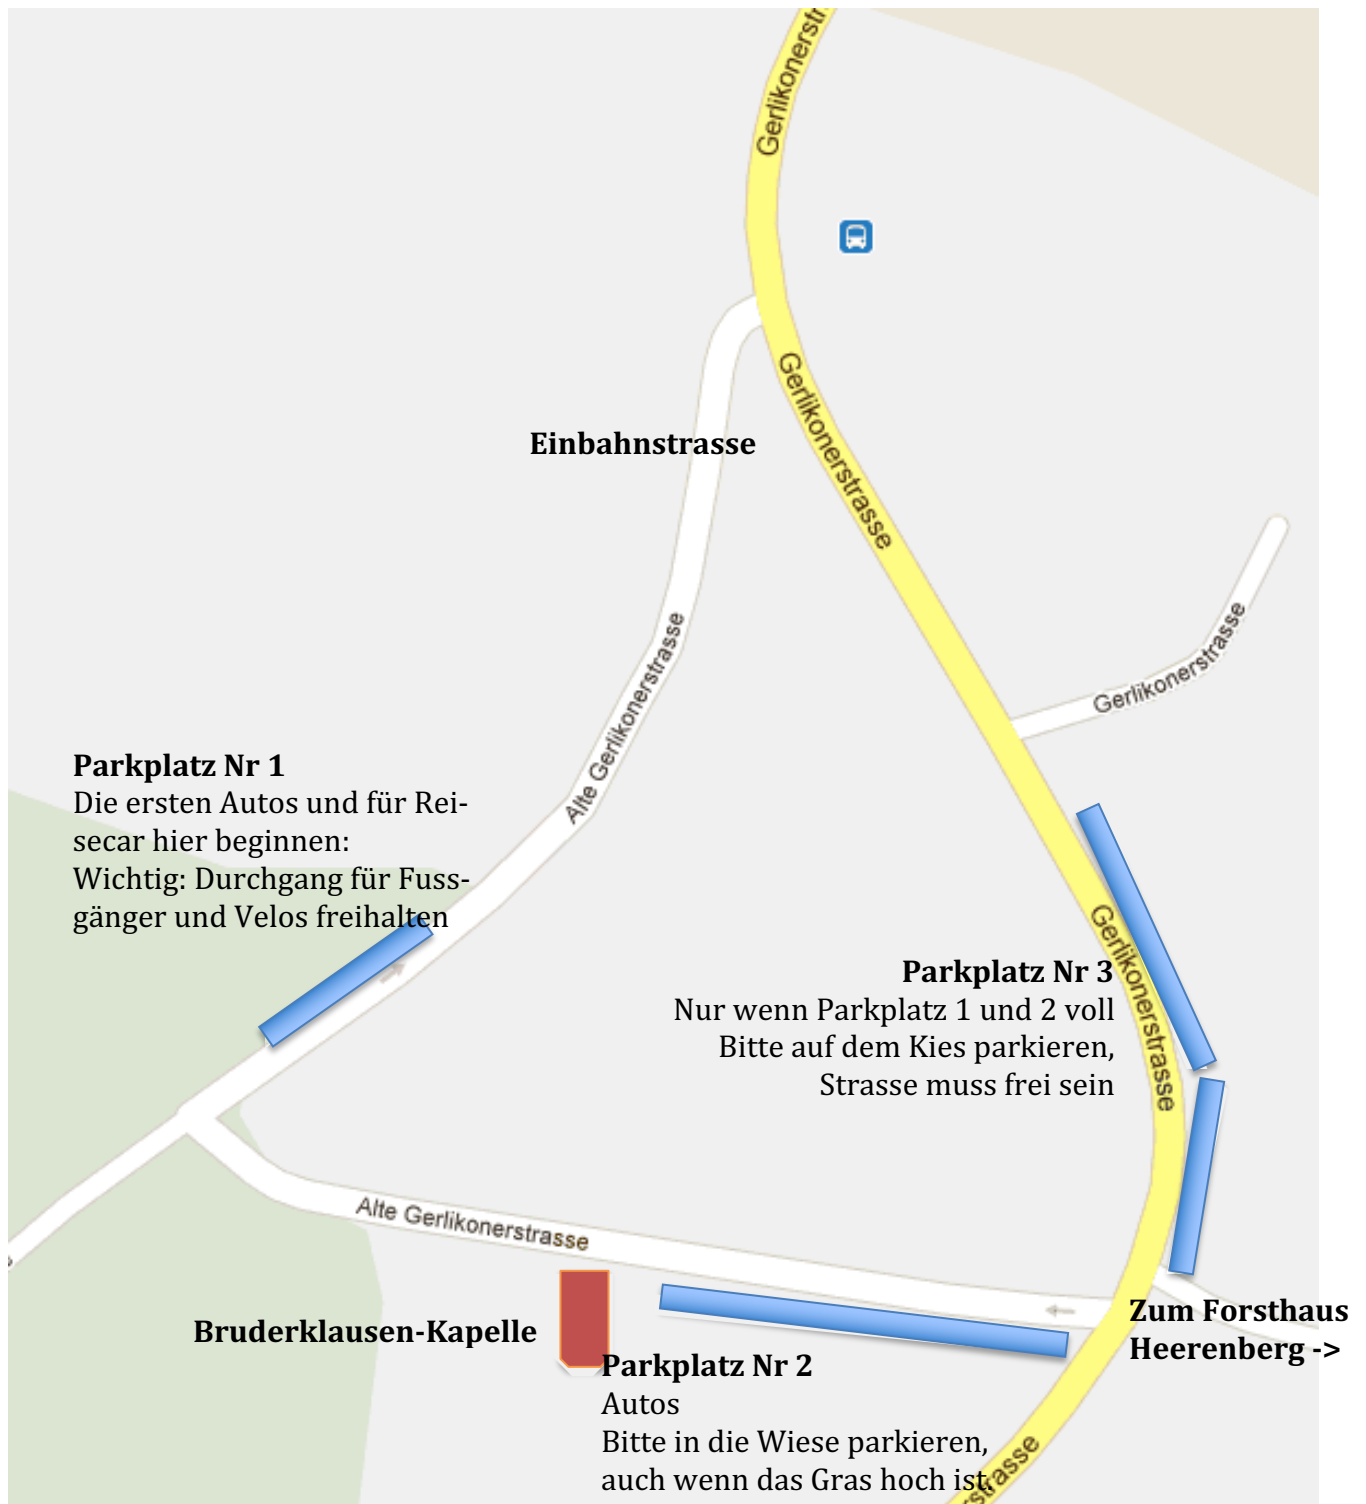 Gerlikonerstr
Gerlikonerstrasse
Einbahnstrasse
Alte Gerlikonerstrasse
Gerlikonerstrasse
Parkplatz Nr 1
Die ersten Autos und für Rei-
secar hier beginnen:
Wichtig: Durchgang für Fuss-
gänger und Velos freihalten
Gerlikonerstrasse
Parkplatz Nr 3
Nur wenn Parkplatz 1 und 2 voll
Bitte auf dem Kies parkieren,
Strasse muss frei sein
Alte Gerlikonerstrasse
Bruderklausen-Kapelle
Zum Forsthaus
Heerenberg ->
Parkplatz Nr 2
Autos
Bitte in die Wiese parkieren,
auch wenn das Gras hoch ist.
strasse